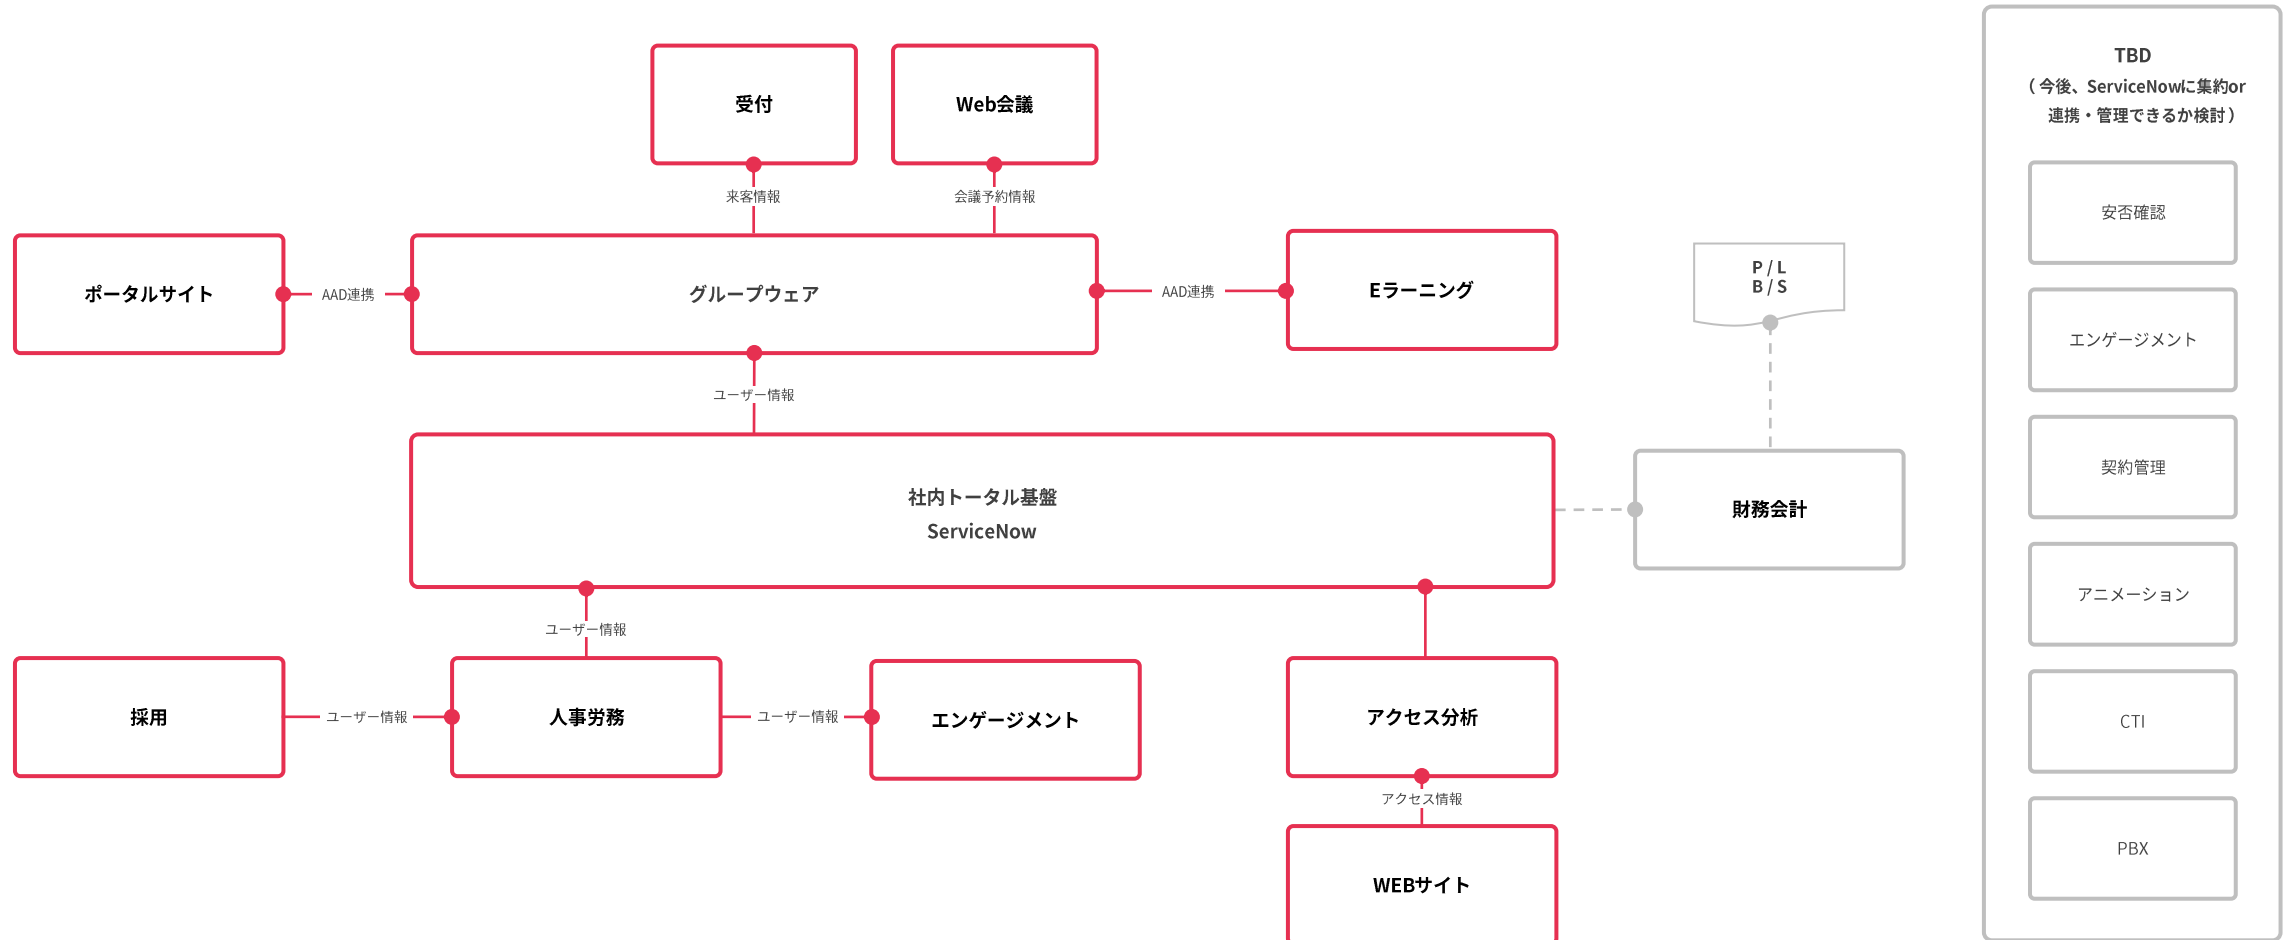 受付
Web会議
来客情報
会議予約情報
ポータルサイト
AAD連携
グループウェア
AAD連携
Eラーニング
ユーザー情報
社内トータル基盤
ServiceNow
P / L
B / S
財務会計
ユーザー情報
採用
ユーザー情報
人事労務
ユーザー情報
エンゲージメント
アクセス分析
アクセス情報
WEBサイト
TBD
（今後、ServiceNowに集約or
連携・管理できるか検討）
安否確認
エンゲージメント
契約管理
アニメーション
CTI
PBX